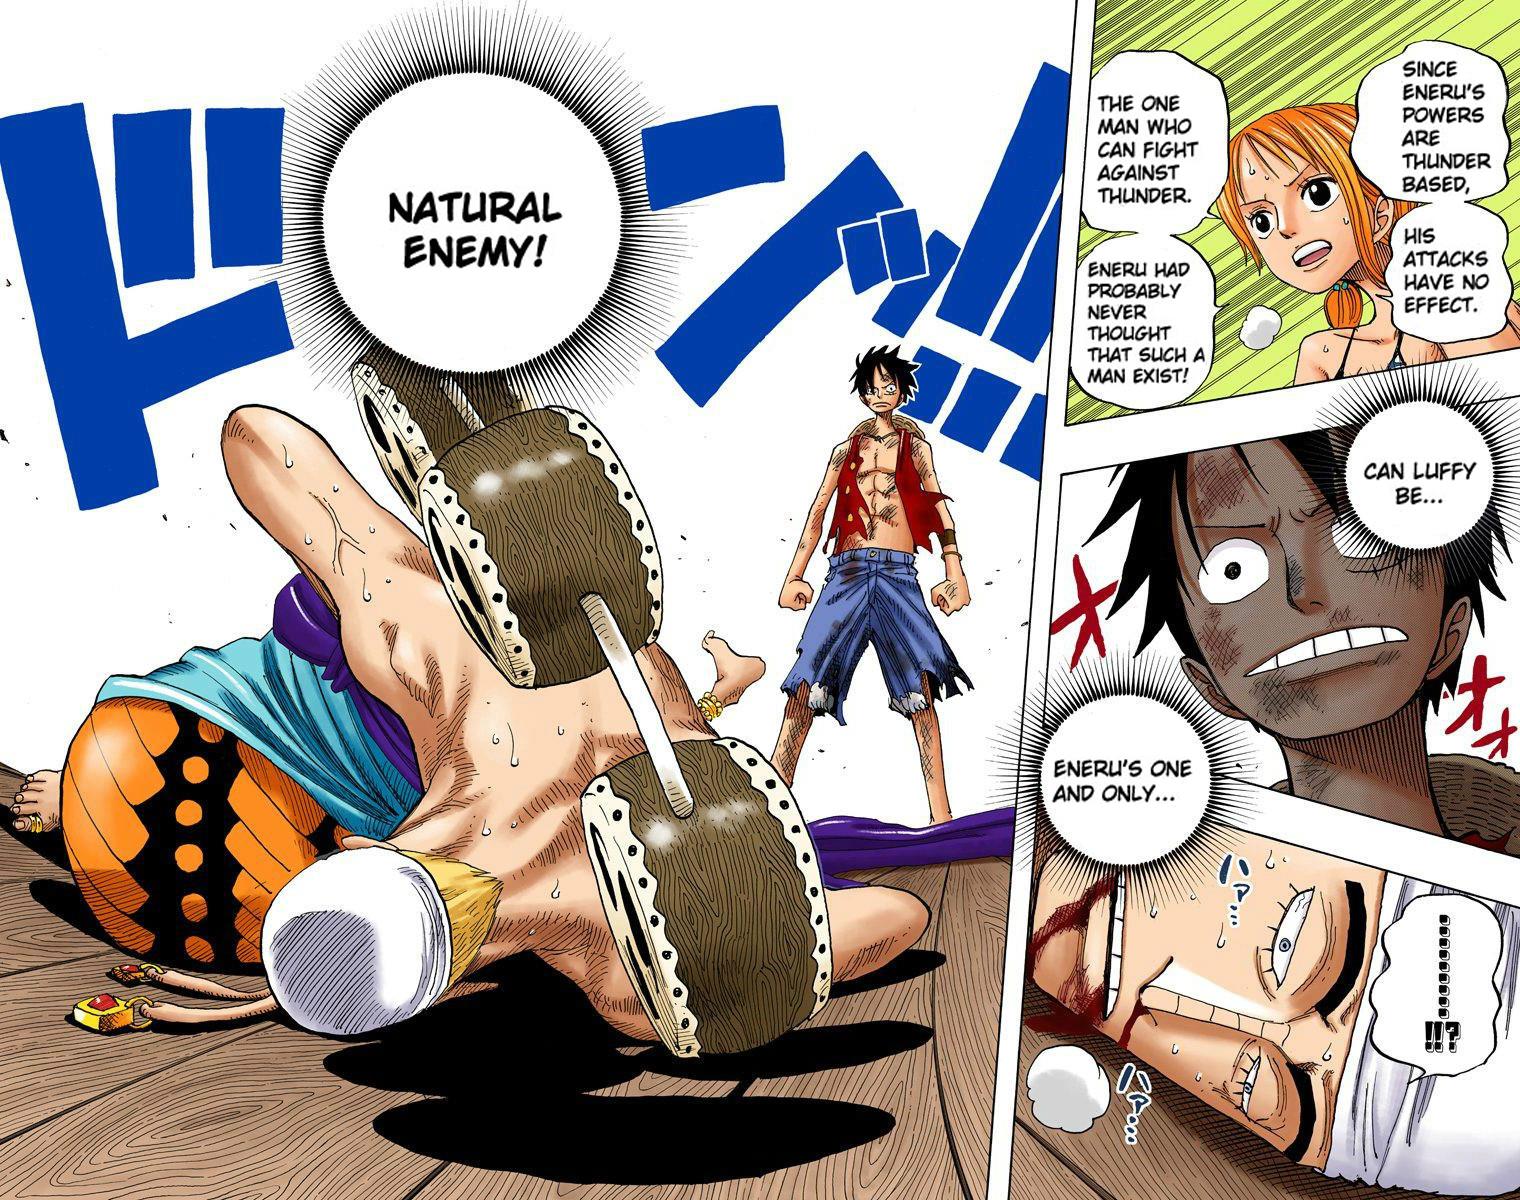 SINCE
ENERU'S
POWERS
ARE
THUNDER
BASED,
HIS
ATTACKS
HAVE NO
EFFECT.
THE ONE
MAN WHO
CAN FIGHT
AGAINST
THUNDER.
ENERU HAD
PROBABLY
NEVER
THOUGHT
THAT SUCH A
MAN EXIST!
CAN LUFFY
BE...
オオオ
ENERU'S ONE
AND ONLY...
ハァ…
ハァ…
............!!?
NATURAL
ENEMY!
ドーン!!!